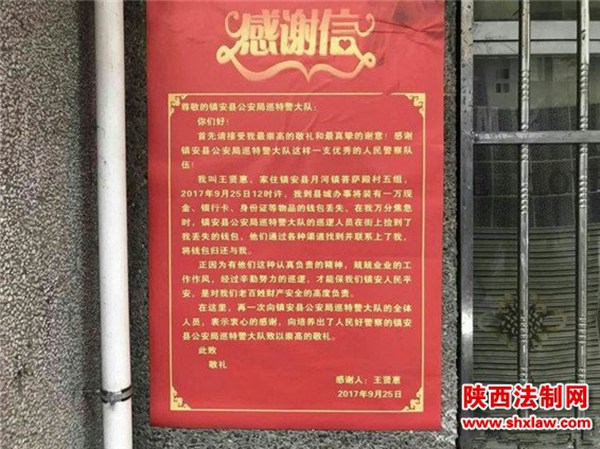 感谢信
尊敬的镇安县公安局巡特警大队：
你们好！
首先请接受我最崇高的敬礼和最真挚的谢意！感谢
镇安县公安局巡特警大队这样一支优秀的人民警察队
伍！
我叫王贤惠，家住镇安县月河镇菩萨殿村五组，
2017年9月25日12时许，我到县城办事将装有一万现
金、银行卡、身份证等物品的钱包丢失，在我万分焦急
时，镇安县公安局巡特警大队的巡逻人员在街上捡到了
我丢失的钱包，他们通过各种渠道找到并联系上了我，
将钱包归还与我。
正因为有他们这种认真负责的精神，兢兢业业的工
作作风，经过辛勤努力的巡逻，才能保我们镇安人民平
安，是对我们老百姓财产安全的高度负责。
在这里，再一次向镇安县公安局巡特警大队的全体
人员，表示衷心的感谢，向培养出了人民好警察的镇安
县公安局巡特警大队致以崇高的敬礼。
此致
敬礼
感谢人：王贤惠
2017年9月25日
陕西法制网
www.shxlaw.com